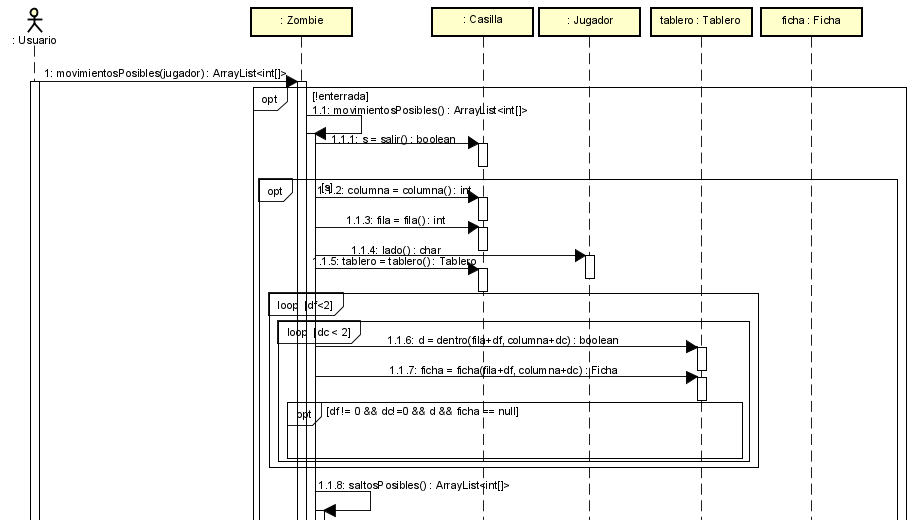 : Usuario
: Zombie
: Casilla
: Jugador
tablero : Tablero
ficha : Ficha
1: movimientosPosibles(jugador) : ArrayList<int[]>
opt
[!enterrada]
1.1: movimientosPosibles() : ArrayList<int[]>
1.1.1: s = salir() : boolean
opt
[s]
1.1.2: columna = columna() : int
1.1.3: fila = fila() : int
1.1.4: lado() : char
1.1.5: tablero = tablero() : Tablero
loop [df<2]
loop [dc < 2]
1.1.6: d = dentro(fila+df, columna+dc) : boolean
1.1.7: ficha = ficha(fila+df, columna+dc) : Ficha
opt
[df != 0 && dc!=0 && d && ficha == null]
1.1.8: saltosPosibles() : ArrayList<int[]>